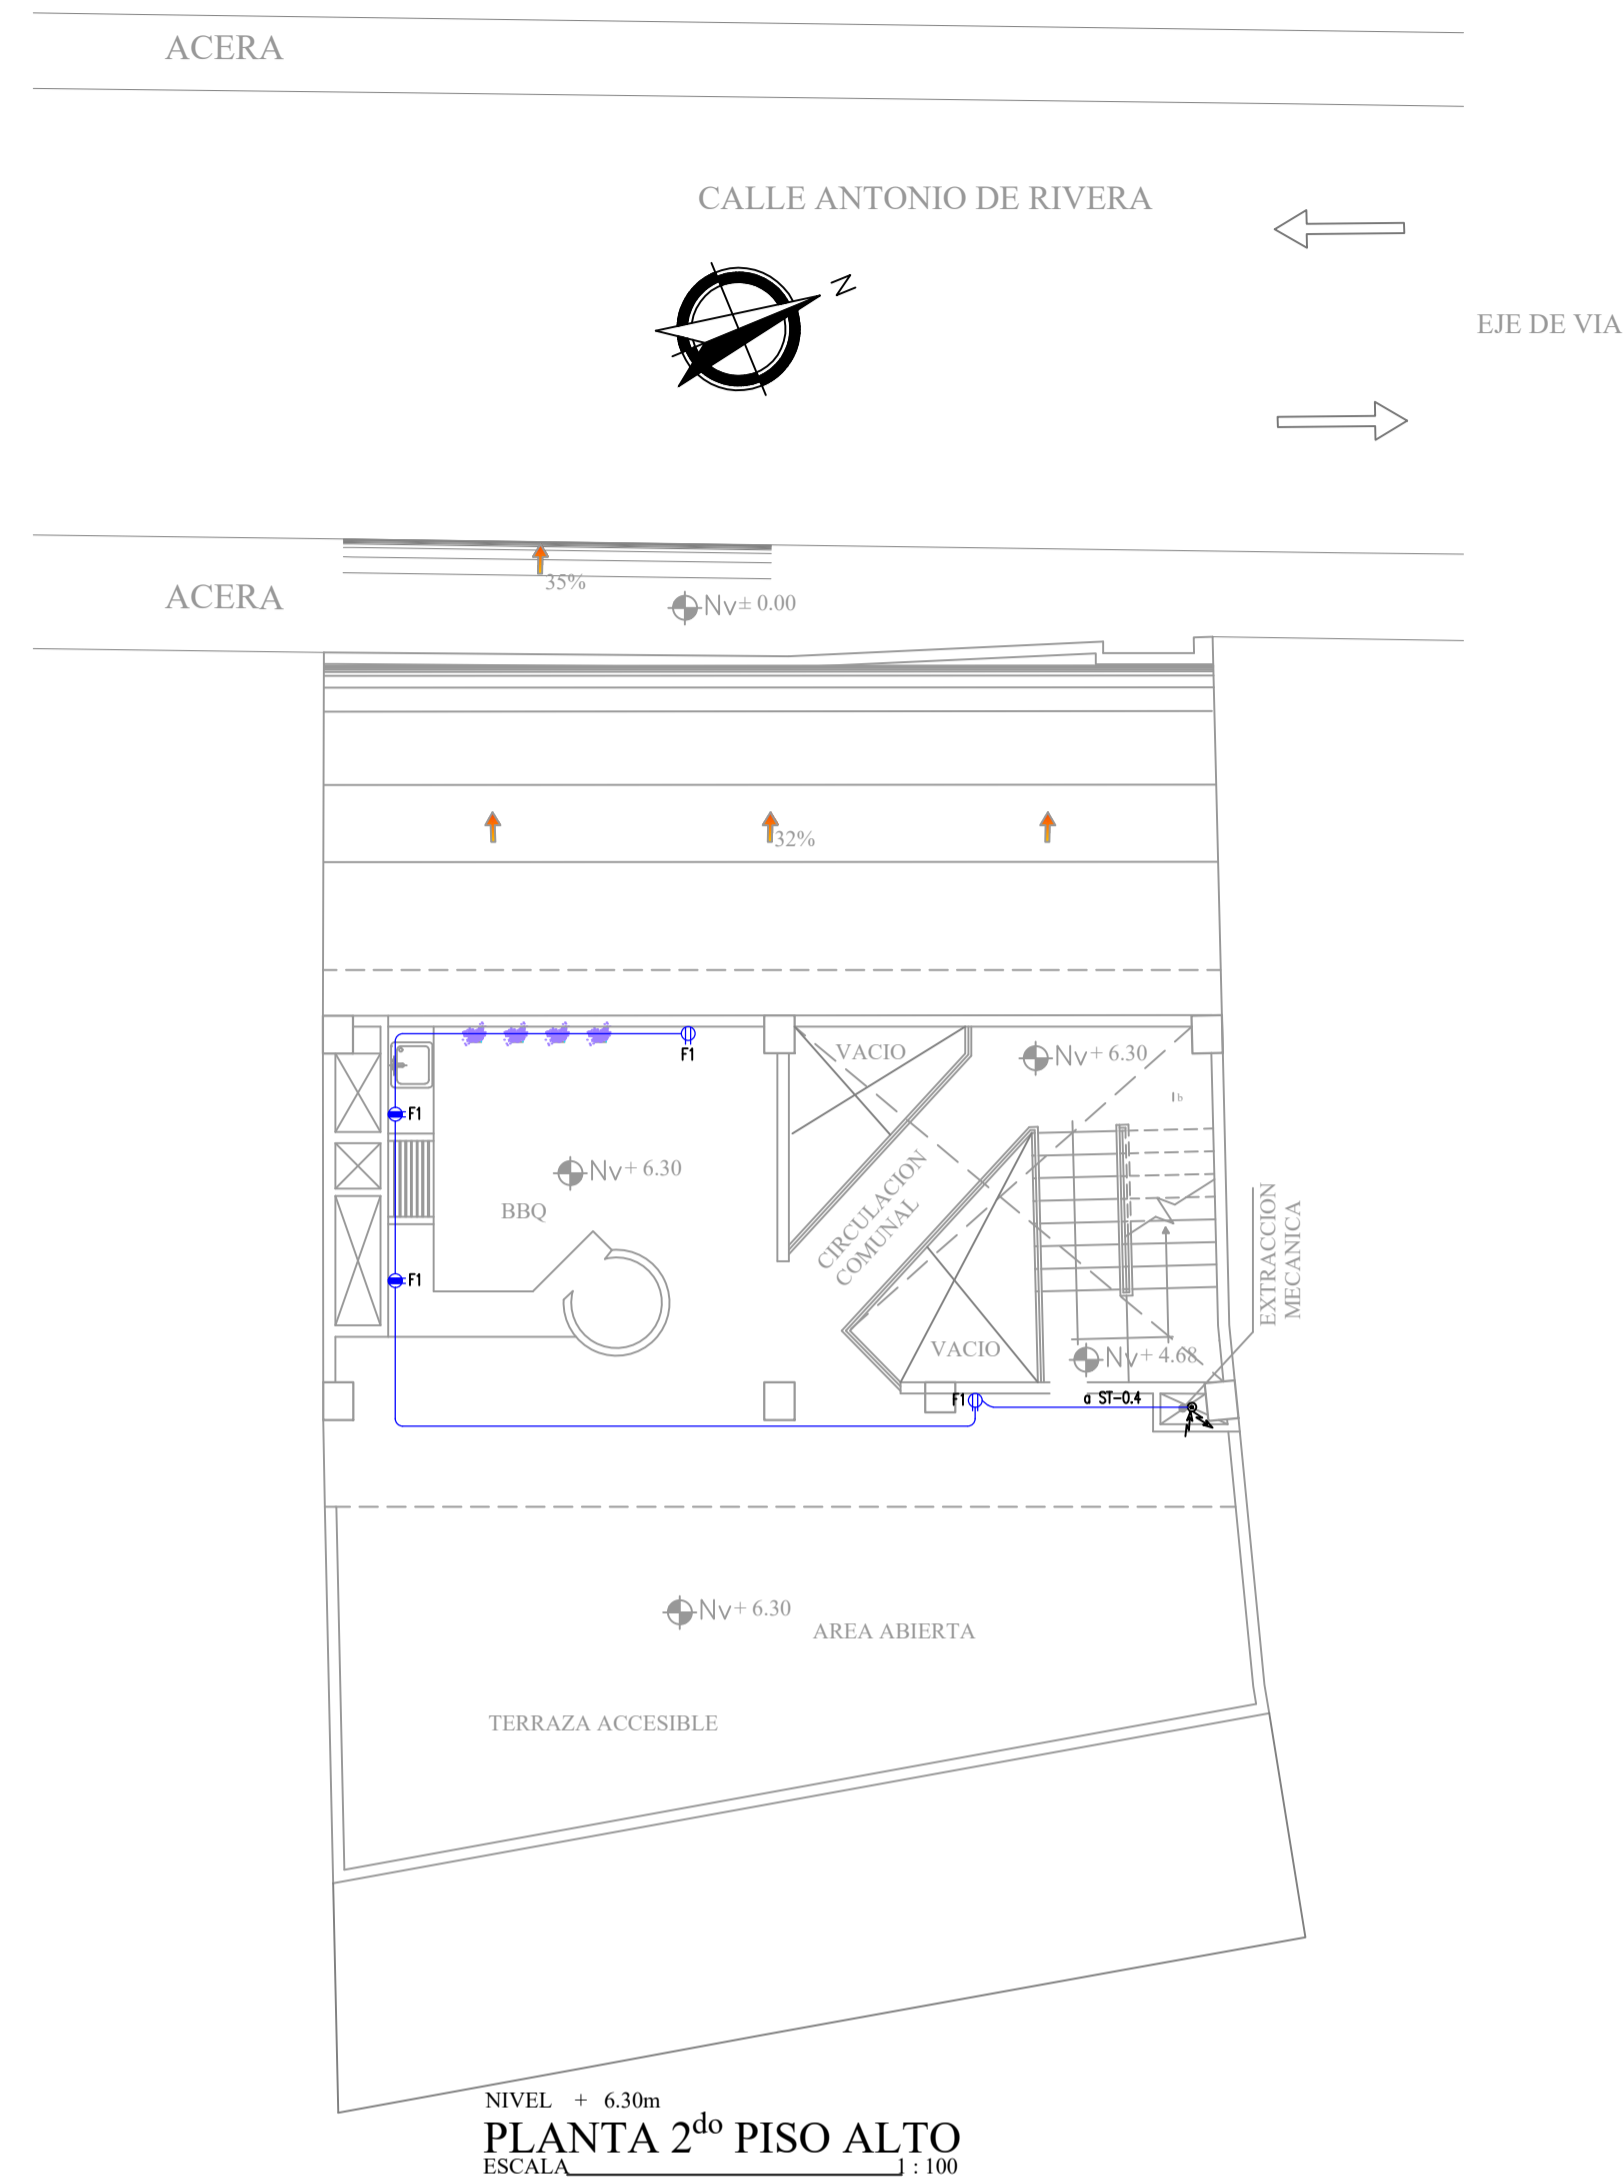 ACERA
CALLE ANTONIO DE RIVERA
N
EJE DE VIA
35%
ACERA
Nv ± 0.00
32%
VACIO
Nv + 6.30
F1
F1
Nv + 6.30
BBQ
CIRCULACION
COMUNAL
EXTRACCION
MECANICA
F1
VACIO
Nv + 4.68
F1
a ST-0.4
Nv + 6.30
AREA ABIERTA
TERRAZA ACCESIBLE
NIVEL + 6.30m
PLANTA 2do PISO ALTO
ESCALA 1 : 100